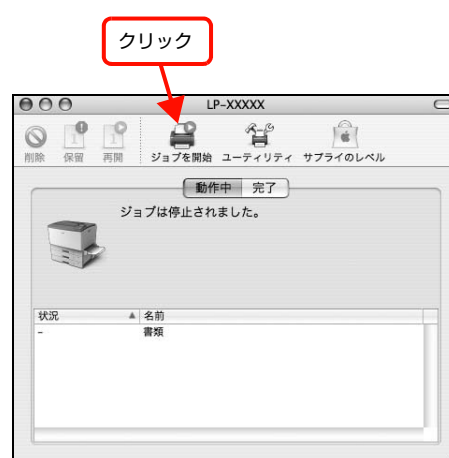 クリック
LP-XXXXX
削除 保留 再開 ジョブを開始 ユーティリティ サプライのレベル
動作中 完了
ジョブは停止されました。
状況 名前
- 書類